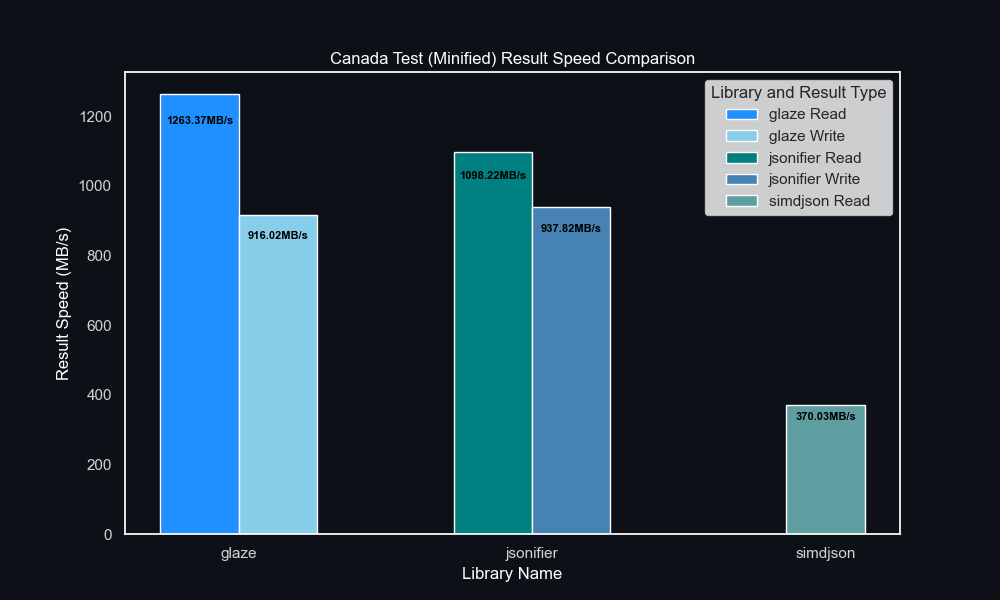 Canada Test (Minified) Result Speed Comparison
Library and Result Type
glaze Read
glaze Write
jsonifier Read
jsonifier Write
simdjson Read
1263.37MB/s
916.02MB/s
1098.22MB/s
937.82MB/s
370.03MB/s
Result Speed (MB/s)
1200
1000
800
600
400
200
0
glaze
jsonifier
simdjson
Library Name